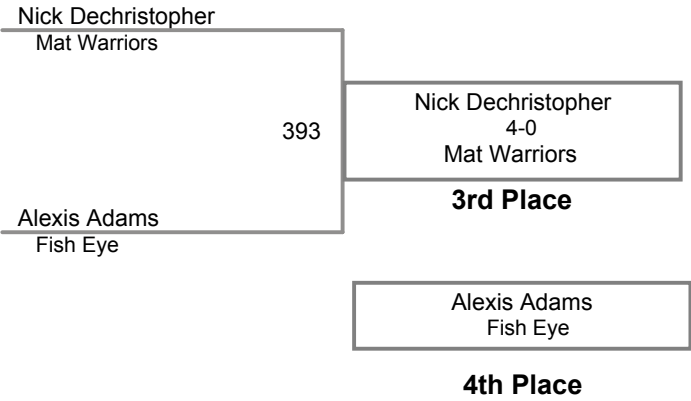 Nick Dechristopher
Mat Warriors
393
Nick Dechristopher
4-0
Mat Warriors
3rd Place
Alexis Adams
Fish Eye
Alexis Adams
Fish Eye
4th Place